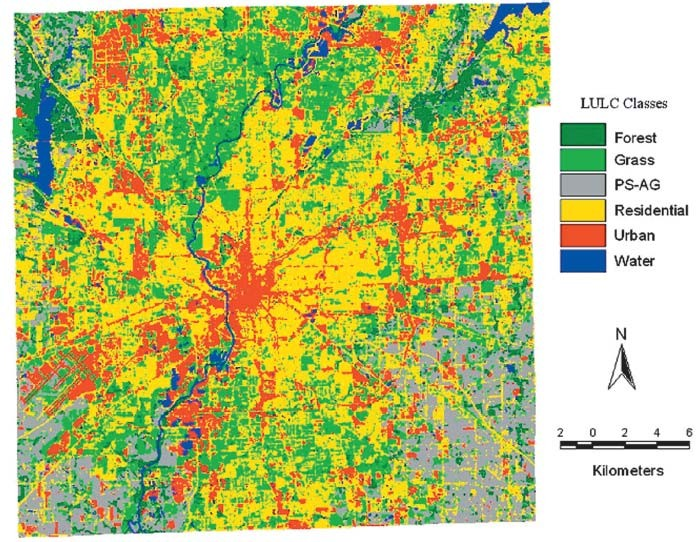 LULC Classes
Forest
Grass
PS-AG
Residential
Urban
Water
N
2 0 2 4 6
Kilometers